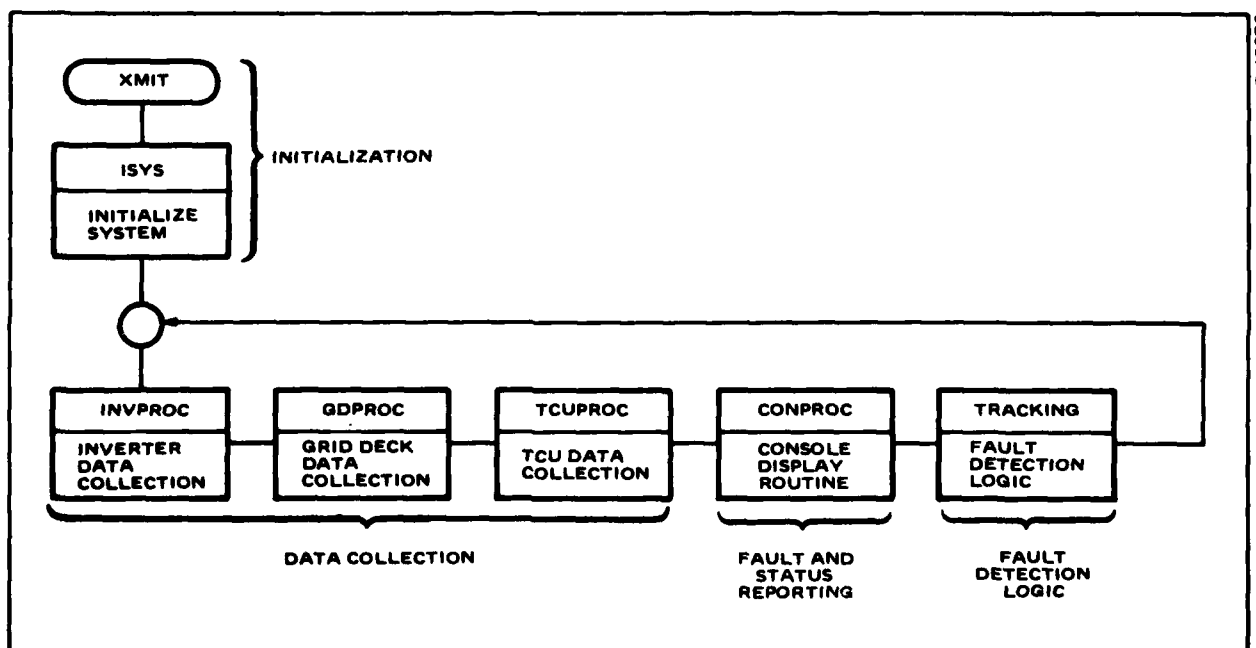 XMIT
INITIALIZATION
ISYS
INITIALIZE
SYSTEM
INVPROC
INVERTER
DATA
COLLECTION
GDPROC
GRID DECK
DATA
COLLECTION
TCUPROC
TCU DATA
COLLECTION
CONPROC
CONSOLE
DISPLAY
ROUTINE
TRACKING
FAULT
DETECTION
LOGIC
DATA COLLECTION
FAULT AND
STATUS
REPORTING
FAULT
DETECTION
LOGIC